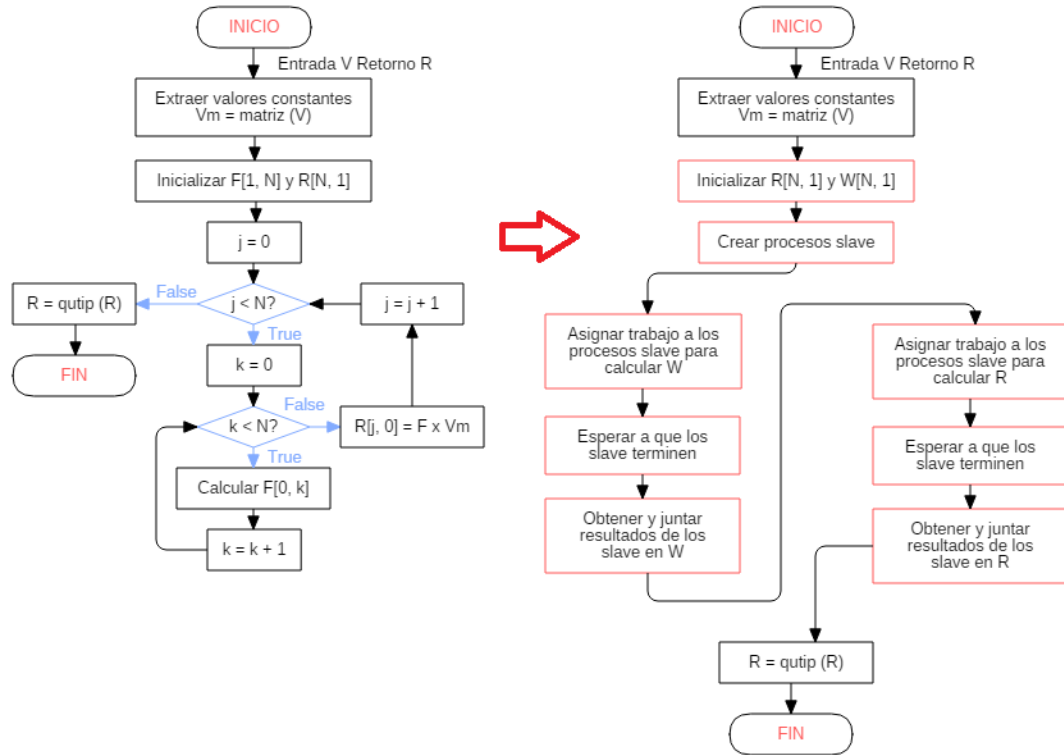 INICIO
Entrada V Retorno R
Extraer valores constantes
Vm = matriz (V)
Inicializar F[1, N] y R[N, 1]
j = 0
j < N?
False
True
R = qutip (R)
FIN
j = j + 1
k = 0
k < N?
False
True
R[j, 0] = F x Vm
Calcular F[0, k]
k = k + 1
INICIO
Entrada V Retorno R
Extraer valores constantes
Vm = matriz (V)
Inicializar R[N, 1] y W[N, 1]
Crear procesos slave
Asignar trabajo a los
procesos slave para
calcular W
Esperar a que los
slave terminen
Obtener y juntar
resultados de los
slave en W
Asignar trabajo a los
procesos slave para
calcular R
Esperar a que los
slave terminen
Obtener y juntar
resultados de los
slave en R
R = qutip (R)
FIN